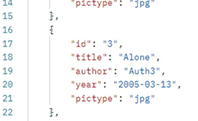 14 "pictype": "jpg"
15 },
16 {
17 "id": "3",
18 "title": "Alone",
19 "author": "Auth3",
20 "year": "2005-03-13",
21 "pictype": "jpg"
22 },